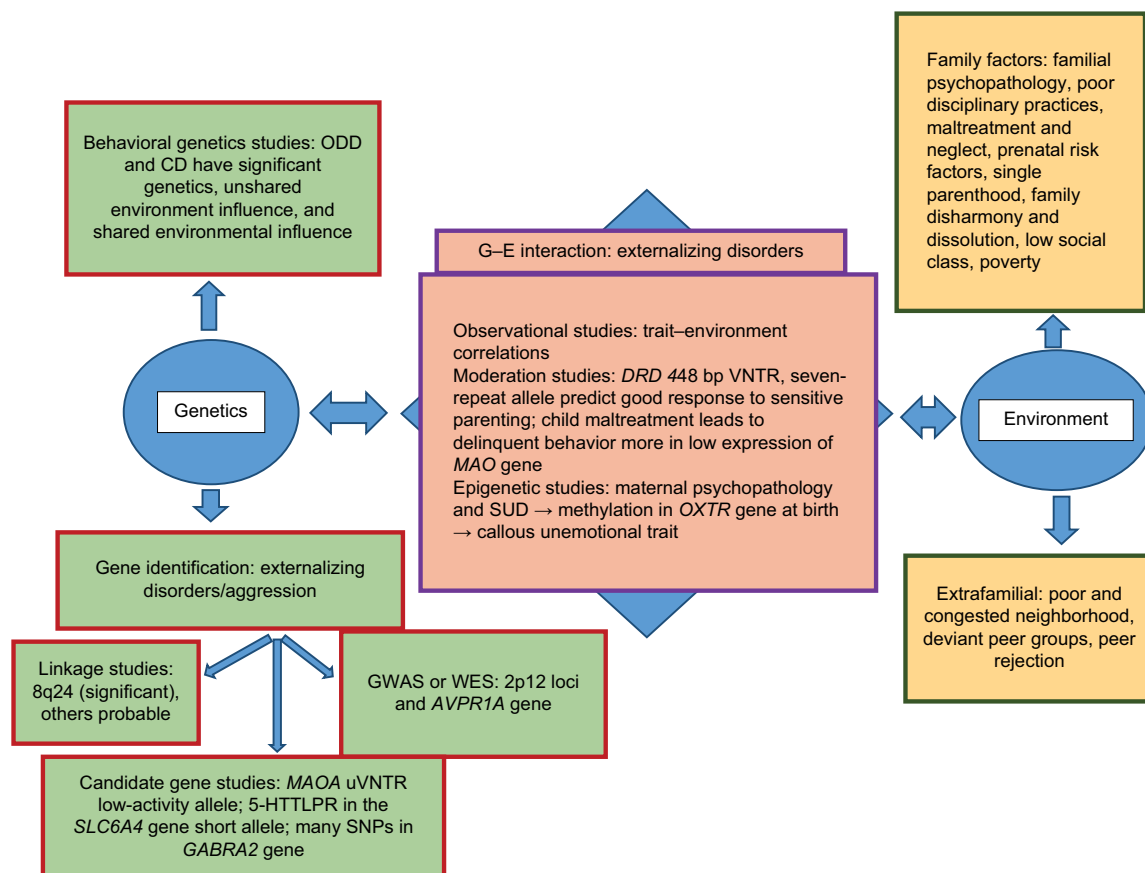 Behavioral genetics studies: ODD
and CD have significant
genetics, unshared
environment influence, and
shared environmental influence
Genetics
Gene identification: externalizing
disorders/aggression
Linkage studies:
8q24 (significant),
others probable
GWAS or WES: 2p12 loci
and AVPR1A gene
Candidate gene studies: MAOA uVNTR
low-activity allele; 5-HTTLPR in the
SLC6A4 gene short allele; many SNPs in
GABRA2 gene
G–E interaction: externalizing disorders
Observational studies: trait–environment
correlations
Moderation studies: DRD 448 bp VNTR, seven-
repeat allele predict good response to sensitive
parenting; child maltreatment leads to
delinquent behavior more in low expression of
MAO gene
Epigenetic studies: maternal psychopathology
and SUD → methylation in OXTR gene at birth
→ callous unemotional trait
Family factors: familial
psychopathology, poor
disciplinary practices,
maltreatment and
neglect, prenatal risk
factors, single
parenthood, family
disharmony and
dissolution, low social
class, poverty
Environment
Extrafamilial: poor and
congested neighborhood,
deviant peer groups, peer
rejection